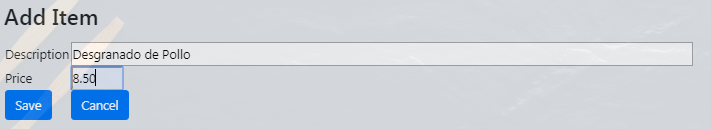 Add Item
Description Desgranado de Pollo
Price 8.50
Save Cancel